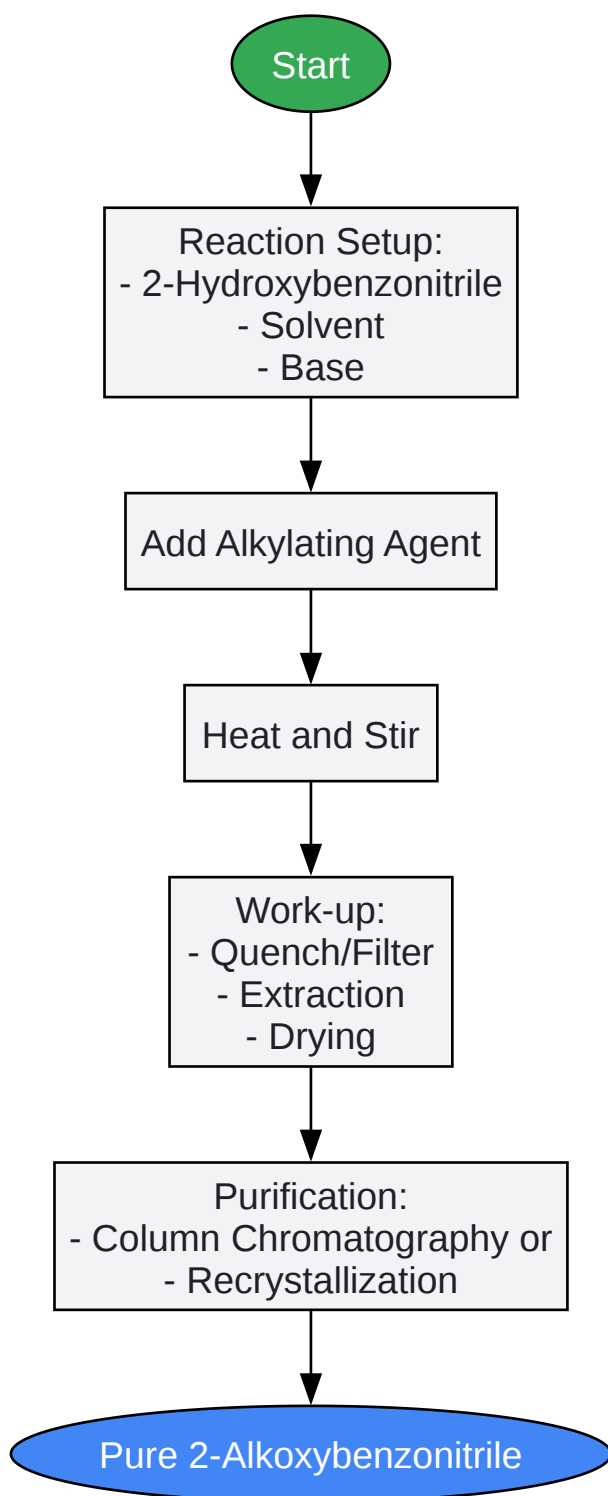 Start
Reaction Setup:
- 2-Hydroxybenzonitrile
- Solvent
- Base
Add Alkylating Agent
Heat and Stir
Work-up:
- Quench/Filter
- Extraction
- Drying
Purification:
- Column Chromatography or
- Recrystallization
Pure 2-Alkoxybenzonitrile